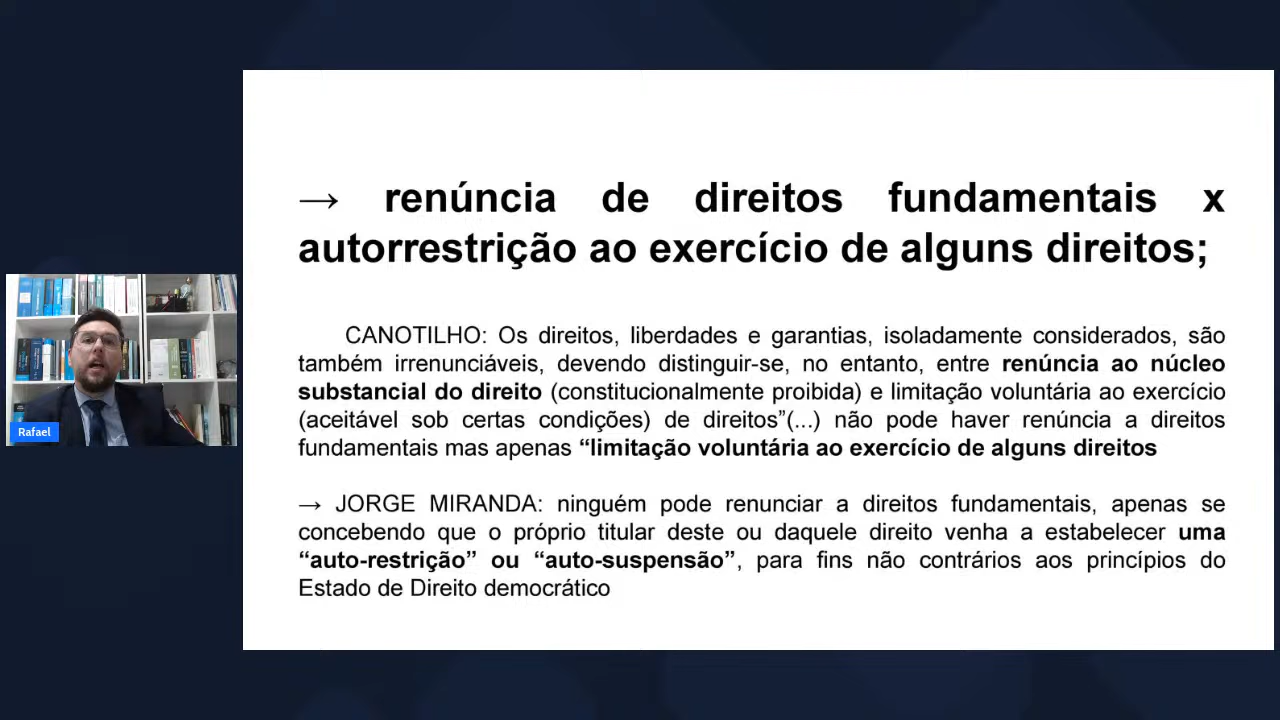 → renúncia de direitos fundamentais x
autorrestrição ao exercício de alguns direitos;
CANOTILHO: Os direitos, liberdades e garantias, isoladamente considerados, são
também irrenunciáveis, devendo distinguir-se, no entanto, entre renúncia ao núcleo
substancial do direito (constitucionalmente proibida) e limitação voluntária ao exercício
(aceitável sob certas condições) de direitos”(...) não pode haver renúncia a direitos
fundamentais mas apenas “limitação voluntária ao exercício de alguns direitos
→ JORGE MIRANDA: ninguém pode renunciar a direitos fundamentais, apenas se
concebendo que o próprio titular deste ou daquele direito venha a estabelecer uma
“auto-restrição” ou “auto-suspensão”, para fins não contrários aos princípios do
Estado de Direito democrático
Rafael